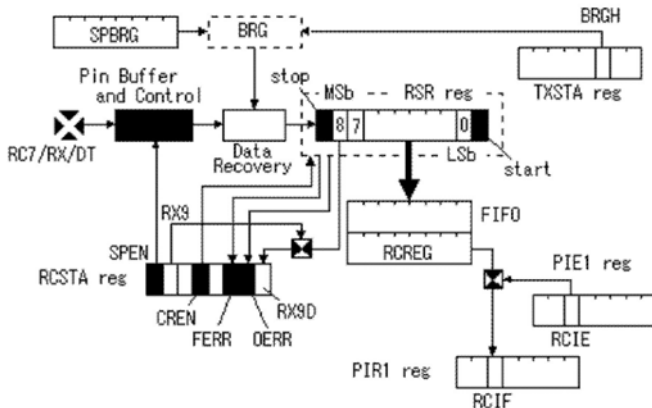 BRGH
SPBRG
BRG
Pin Buffer
and Control
stop
MSb
RSR reg
TXSTA reg
8 7
0
RC7/RX/DT
Data
Recovery
LSb
start
RX9
FIFO
SPEN
RCREG
PIE1 reg
RCSTA reg
RX9D
CREN
FERR
OERR
RCIE
PIR1 reg
RCIF